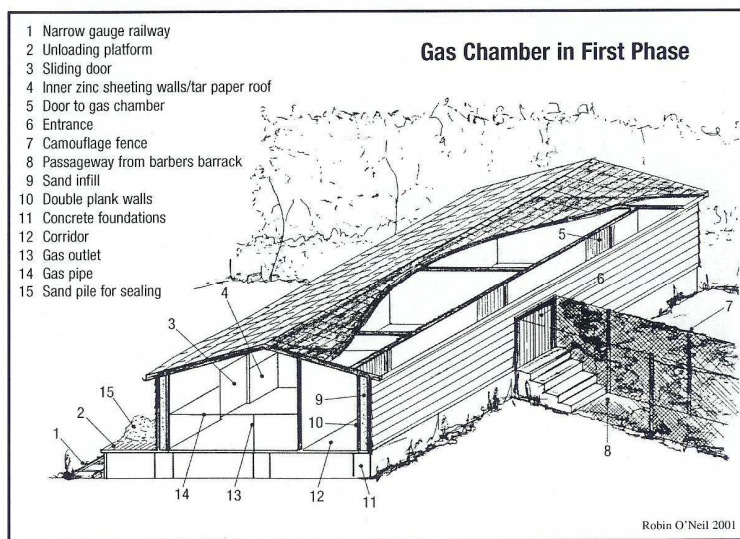 Gas Chamber in First Phase
1 Narrow gauge railway
2 Unloading platform
3 Sliding door
4 Inner zinc sheeting walls/tar paper roof
5 Door to gas chamber
6 Entrance
7 Camouflage fence
8 Passageway from barbers barrack
9 Sand infill
10 Double plank walls
11 Concrete foundations
12 Corridor
13 Gas outlet
14 Gas pipe
15 Sand pile for sealing
5
6
7
4
3
15
2
9
10
1
8
14
13
12
11
Robin O'Neil 2001